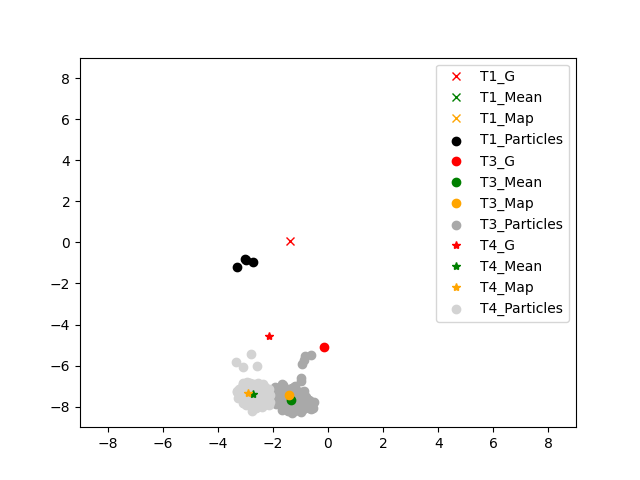 8
6
4
2
0
−2
−4
−6
−8
−8 −6 −4 −2 0 2 4 6 8
T1_G
T1_Mean
T1_Map
T1_Particles
T3_G
T3_Mean
T3_Map
T3_Particles
T4_G
T4_Mean
T4_Map
T4_Particles